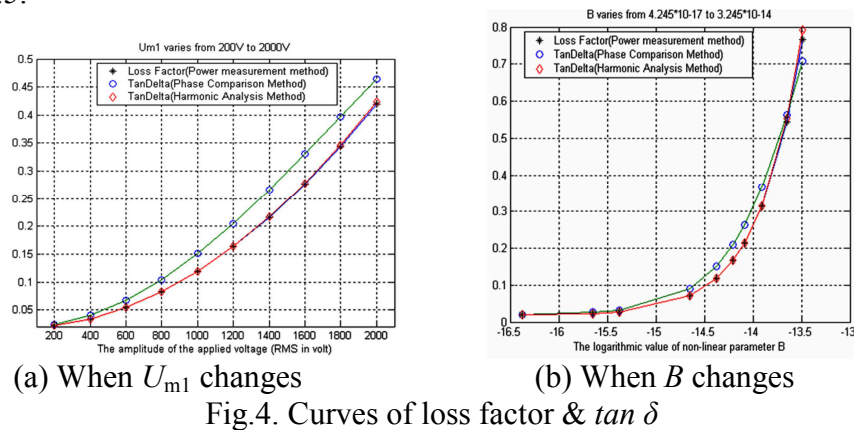 Um1 varies from 200V to 2000V
Loss Factor(Power measurement method)
TanDelta(Phase Comparison Method)
TanDelta(Harmonic Analysis Method)
0.5
0.45
0.4
0.35
0.3
0.25
0.2
0.15
0.1
0.05
200 400 600 800 1000 1200 1400 1600 1800 2000
The amplitude of the applied voltage (RMS in volt)
(a) When Um1 changes
B varies from 4.245*10-17 to 3.245*10-14
Loss Factor(Power measurement method)
TanDelta(Phase Comparison Method)
TanDelta(Harmonic Analysis Method)
0.8
0.7
0.6
0.5
0.4
0.3
0.2
0.1
0
-16.5 -16 -15.5 -15 -14.5 -14 -13.5 -13
The logarithmic value of non-linear parameter B
(b) When B changes
Fig.4. Curves of loss factor & tan δ